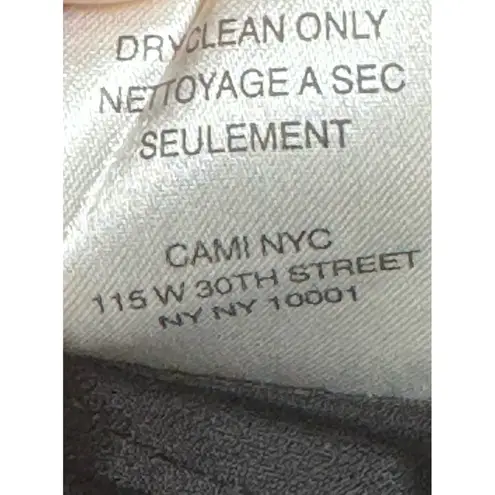 DRYCLEAN ONLY
NETTOYAGE A SEC
SEULEMENT
CAMI NYC
115 W 30TH STREET
NY NY 10001